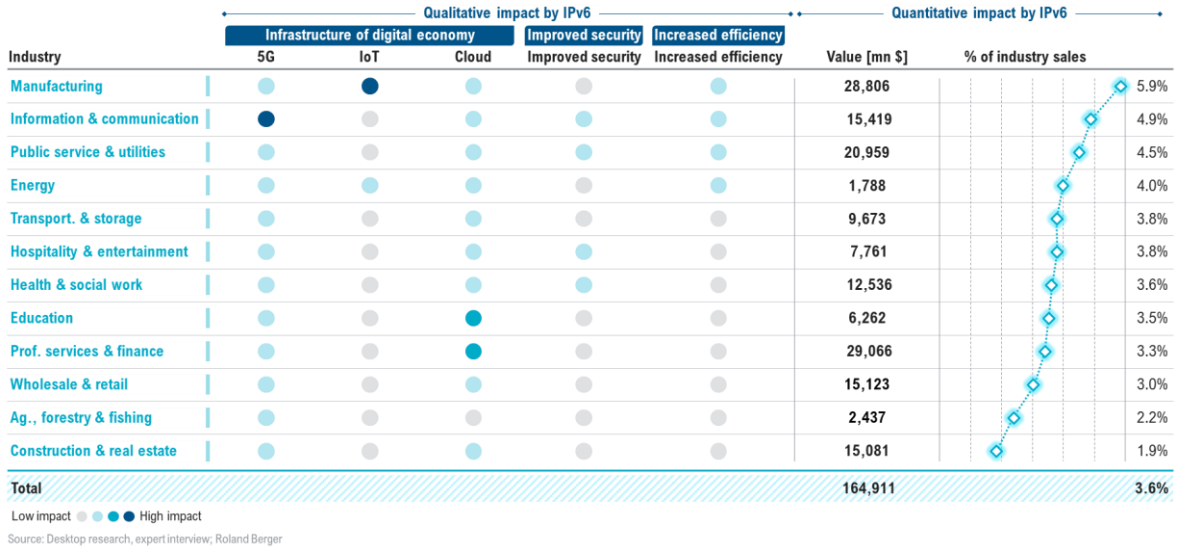 Qualitative impact by IPv6 Quantitative impact by IPv6
Infrastructure of digital economy Improved security Increased efficiency
Industry 5G IoT Cloud Improved security Increased efficiency Value [mn $] % of industry sales
Manufacturing 28,806 5.9%
Information & communication 15,419 4.9%
Public service & utilities 20,959 4.5%
Energy 1,788 4.0%
Transport. & storage 9,673 3.8%
Hospitality & entertainment 7,761 3.8%
Health & social work 12,536 3.6%
Education 6,262 3.5%
Prof. services & finance 29,066 3.3%
Wholesale & retail 15,123 3.0%
Ag., forestry & fishing 2,437 2.2%
Construction & real estate 15,081 1.9%
Total 164,911 3.6%
Low impact High impact
Source: Desktop research, expert interview; Roland Berger